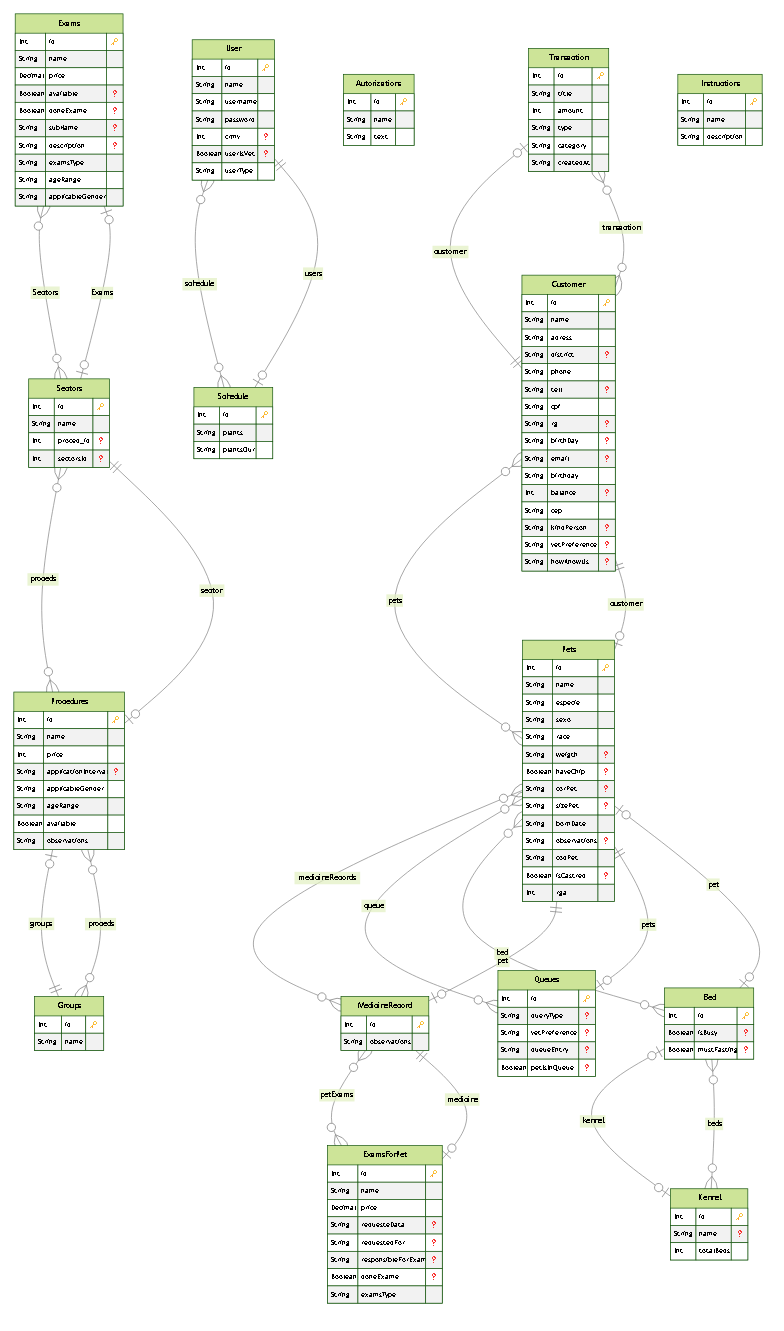 Exams
Int id
String name
Decimal price
Boolean available
Boolean doneExame
String subName
String description
String examsType
String ageRange
String applicableGender
User
Int id
String name
String username
String password
Int crmv
Boolean userIsVet
String userType
Autorizations
Int id
String name
String text
Transaction
Int id
String title
Int amount
String type
String category
String createdAt
Instructions
Int id
String name
String description
customer
transaction
Sectors
Exams
schedule
users
Customer
Int id
String name
String adress
String district
String phone
String cell
String cpf
String rg
String birthDay
String email
String birthday
Int balance
String cep
String kindPerson
String vetPreference
String howKnowUs
Sectors
Int id
String name
Int proced_id
Int sectorsId
Schedule
Int id
String plants
String plantsDur
proceds
sector
pets
customer
Procedures
Int id
String name
Int price
String applicationInterval
String applicableGender
String ageRange
Boolean available
String observations
Pets
Int id
String name
String especie
String sexo
String race
String weigth
Boolean haveChip
String corPet
String sizePet
String bornDate
String observations
String codPet
Boolean isCastred
Int rga
groups
proceds
medicineRecords
queue
bed
pet
pets
pet
Groups
Int id
String name
MedicineRecord
Int id
String observations
Queues
Int id
String queryType
String vetPreference
String queueEntry
Boolean petIsInQueue
Bed
Int id
Boolean isBusy
Boolean mustFasting
petExams
medicine
kennel
beds
ExamsForPet
Int id
String name
Decimal price
String requesteData
String requestedFor
String responsibleForExam
Boolean doneExame
String examsType
Kennel
Int id
String name
Int totalBeds